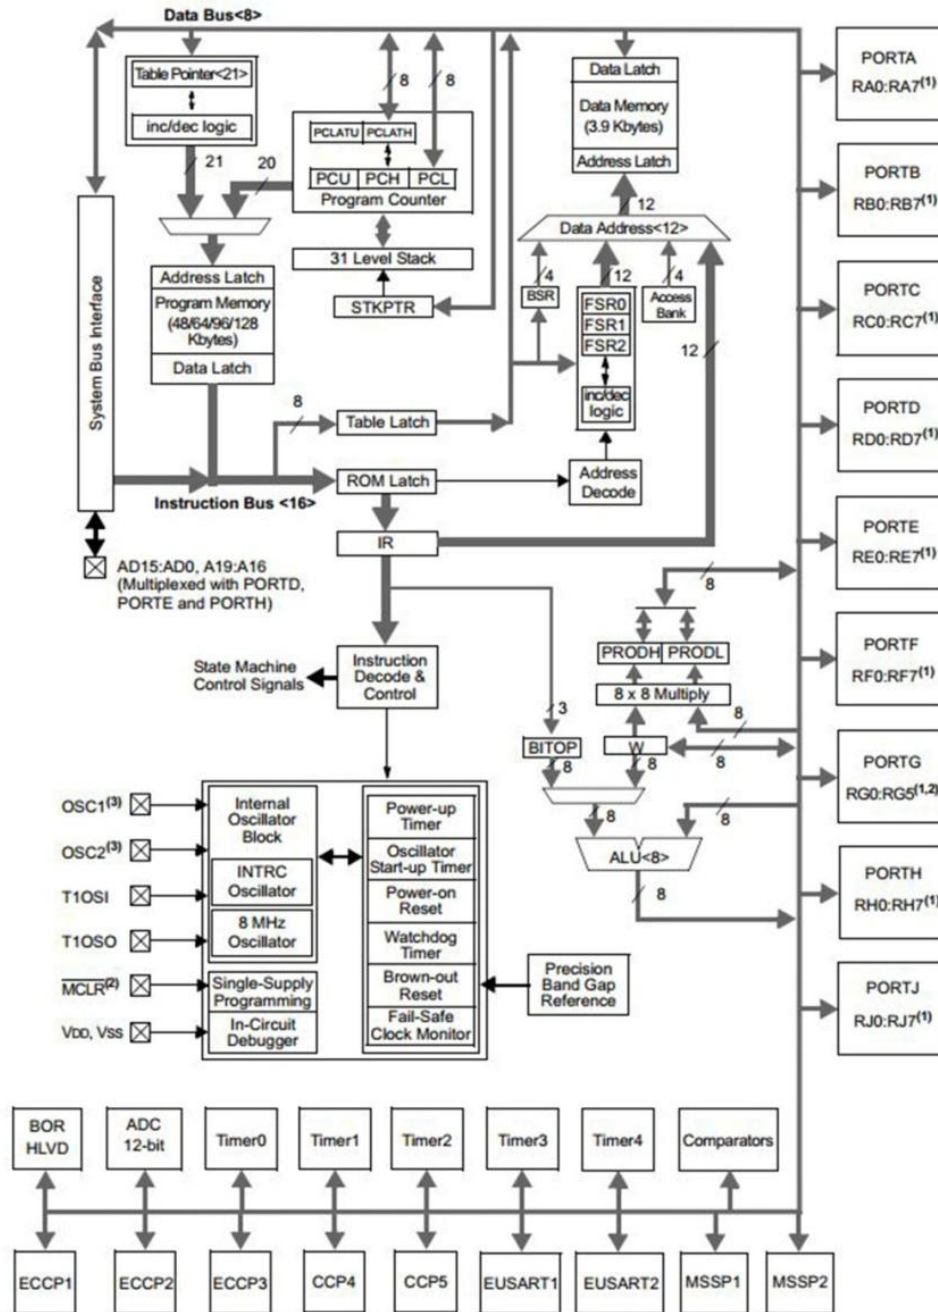 Data Bus<8>
Table Pointer<21>
inc/dec logic
21
20
8
8
PCLATU PCLATH
PCU PCH PCL
Program Counter
31 Level Stack
STKPTR
Data Latch
Data Memory
(3.9 Kbytes)
Address Latch
12
Data Address<12>
4
12
4
BSR
FSR0
FSR1
FSR2
inc/dec
logic
Access
Bank
12
System Bus Interface
Address Latch
Program Memory
(48/64/96/128
Kbytes)
Data Latch
8
Table Latch
ROM Latch
Address
Decode
Instruction Bus <16>
IR
AD15:AD0, A19:A16
(Multiplexed with PORTD,
PORTE and PORTH)
State Machine
Control Signals
Instruction
Decode &
Control
8
PRODH PRODL
8 x 8 Multiply
3
8
BITOP
W
8
8
8
8
8
ALU<8>
8
OSC1(3)
OSC2(3)
T1OSI
T1OSO
MCLR(2)
VDD, VSS
Internal
Oscillator
Block
INTRC
Oscillator
8 MHz
Oscillator
Single-Supply
Programming
In-Circuit
Debugger
Power-up
Timer
Oscillator
Start-up Timer
Power-on
Reset
Watchdog
Timer
Brown-out
Reset
Fail-Safe
Clock Monitor
Precision
Band Gap
Reference
PORTA
RA0:RA7(1)
PORTB
RB0:RB7(1)
PORTC
RC0:RC7(1)
PORTD
RD0:RD7(1)
PORTE
RE0:RE7(1)
PORTF
RF0:RF7(1)
PORTG
RG0:RG5(1,2)
PORTH
RH0:RH7(1)
PORTJ
RJ0:RJ7(1)
BOR
HLVD
ADC
12-bit
Timer0
Timer1
Timer2
Timer3
Timer4
Comparators
ECCP1
ECCP2
ECCP3
CCP4
CCP5
EUSART1
EUSART2
MSSP1
MSSP2